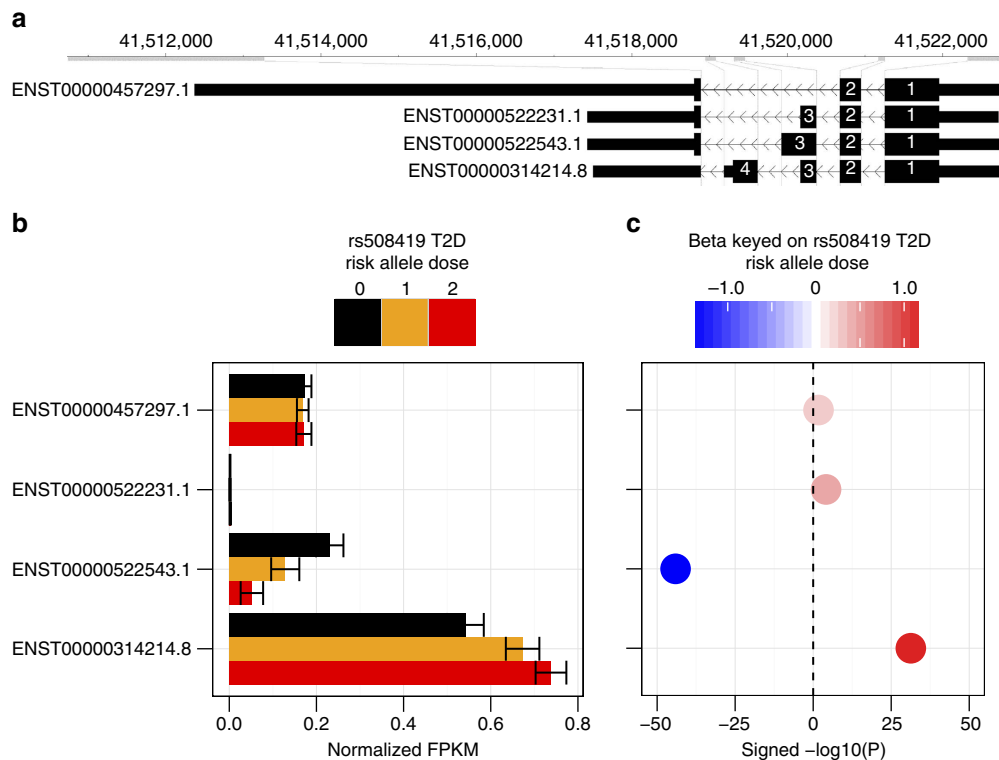 a
41,512,000 41,514,000 41,516,000 41,518,000 41,520,000 41,522,000
ENST00000457297.1 2 1
ENST00000522231.1 3 2 1
ENST00000522543.1 3 2 1
ENST00000314214.8 4 3 2 1
b
rs508419 T2D
risk allele dose
0 1 2
ENST00000457297.1
ENST00000522231.1
ENST00000522543.1
ENST00000314214.8
0.0 0.2 0.4 0.6 0.8
Normalized FPKM
c
Beta keyed on rs508419 T2D
risk allele dose
−1.0 0 1.0
−50 −25 0 25 50
Signed −log10(P)